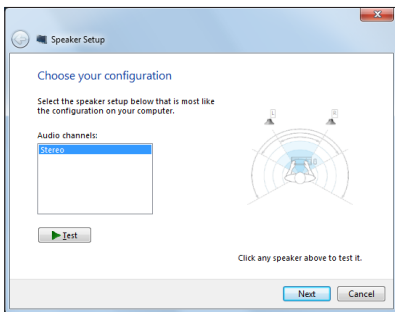 Speaker Setup
Choose your configuration
Select the speaker setup below that is most like
the configuration on your computer.
Audio channels:
Stereo
L
R
Test
Click any speaker above to test it.
Next
Cancel